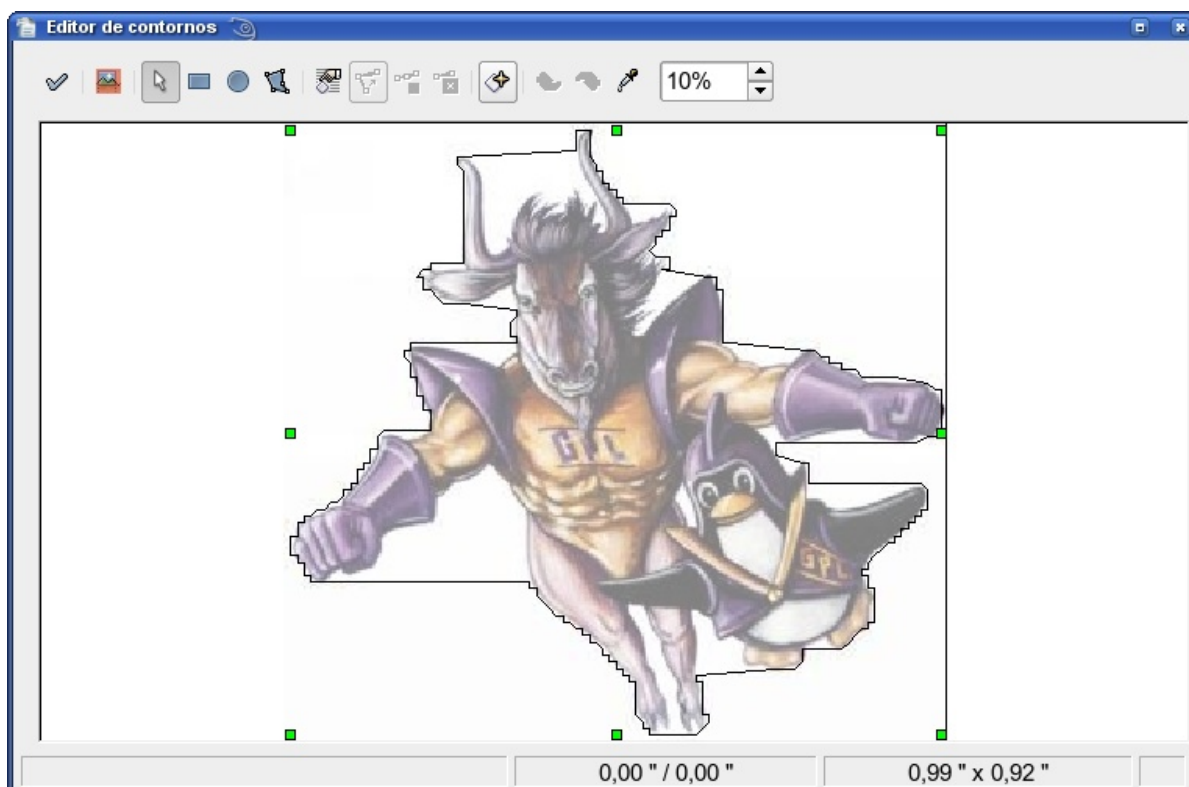 Editor de contornos
10%
GPL
GPL
0,00 " / 0,00 "
0,99 " x 0,92 "